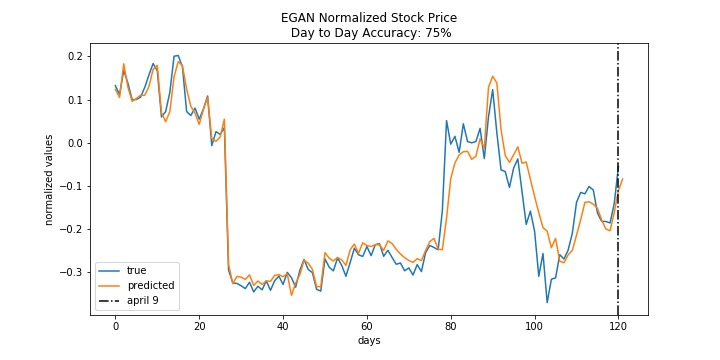 EGAN Normalized Stock Price
Day to Day Accuracy: 75%
normalized values
0.2
0.1
0.0
−0.1
−0.2
−0.3
true
predicted
april 9
0 20 40 60 80 100 120
days